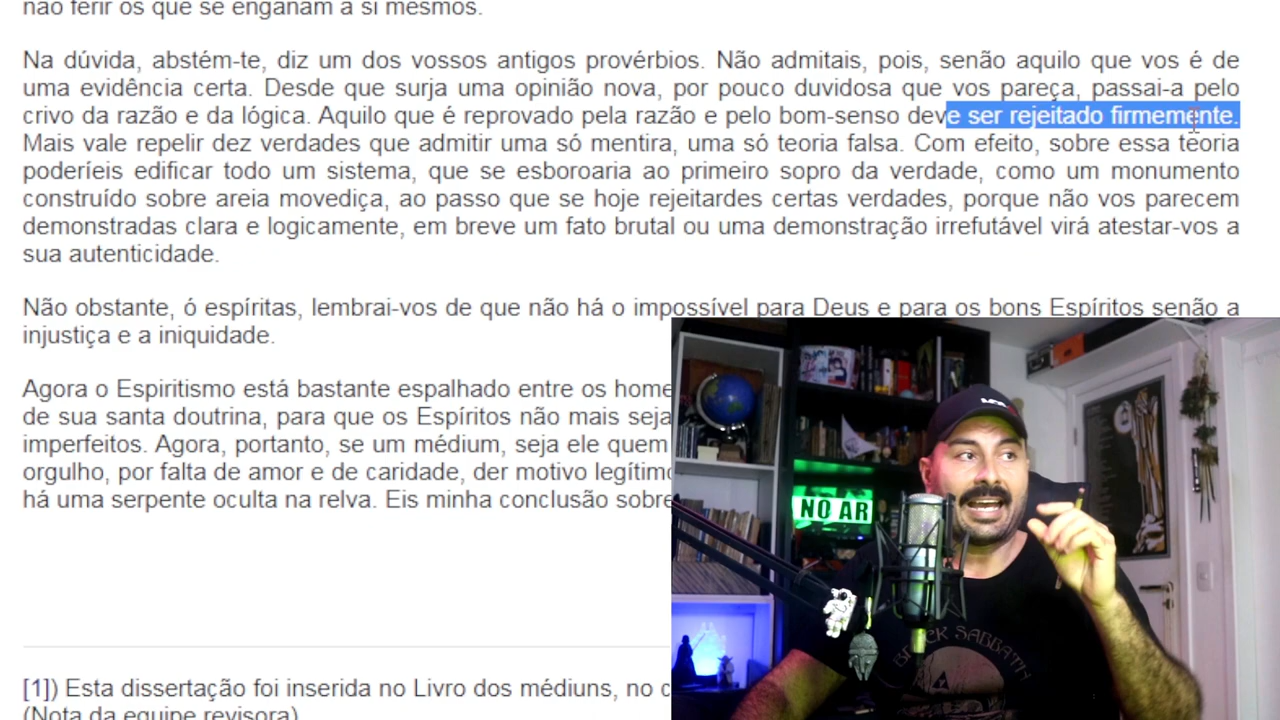 não ferir os que se enganam a si mesmos.
Na dúvida, abstém-te, diz um dos vossos antigos provérbios. Não admitais, pois, senão aquilo que vos é de
uma evidência certa. Desde que surja uma opinião nova, por pouco duvidosa que vos pareça, passai-a pelo
crivo da razão e da lógica. Aquilo que é reprovado pela razão e pelo bom-senso deve ser rejeitado firmemente.
Mais vale repelir dez verdades que admitir uma só mentira, uma só teoria falsa. Com efeito, sobre essa teoria
poderíeis edificar todo um sistema, que se esboroaria ao primeiro sopro da verdade, como um monumento
construído sobre areia movediça, ao passo que se hoje rejeitardes certas verdades, porque não vos parecem
demonstradas clara e logicamente, em breve um fato brutal ou uma demonstração irrefutável virá atestar-vos a
sua autenticidade.
Não obstante, ó espíritas, lembrai-vos de que não há o impossível para Deus e para os bons Espíritos senão a
injustiça e a iniquidade.
Agora o Espiritismo está bastante espalhado entre os home
de sua santa doutrina, para que os Espíritos não mais seja
imperfeitos. Agora, portanto, se um médium, seja ele quem
orgulho, por falta de amor e de caridade, der motivo legítimo
há uma serpente oculta na relva. Eis minha conclusão sobre
NO AR
BLACK SABBATH
[1]) Esta dissertação foi inserida no Livro dos médiuns, no c
(Nota da equipe revisora)